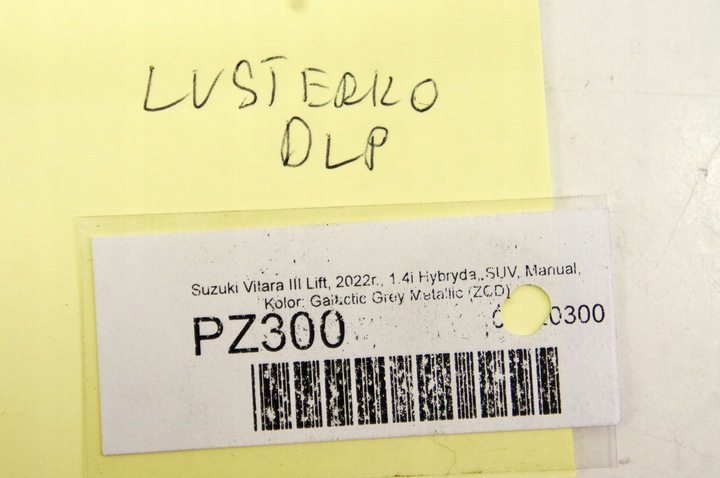 LUSTERKO
DLP
Suzuki Vitara III Lift, 2022r., 1.4i Hybryda, SUV, Manual,
Kolor: Galactic Grey Metallic (ZCD)
PZ300